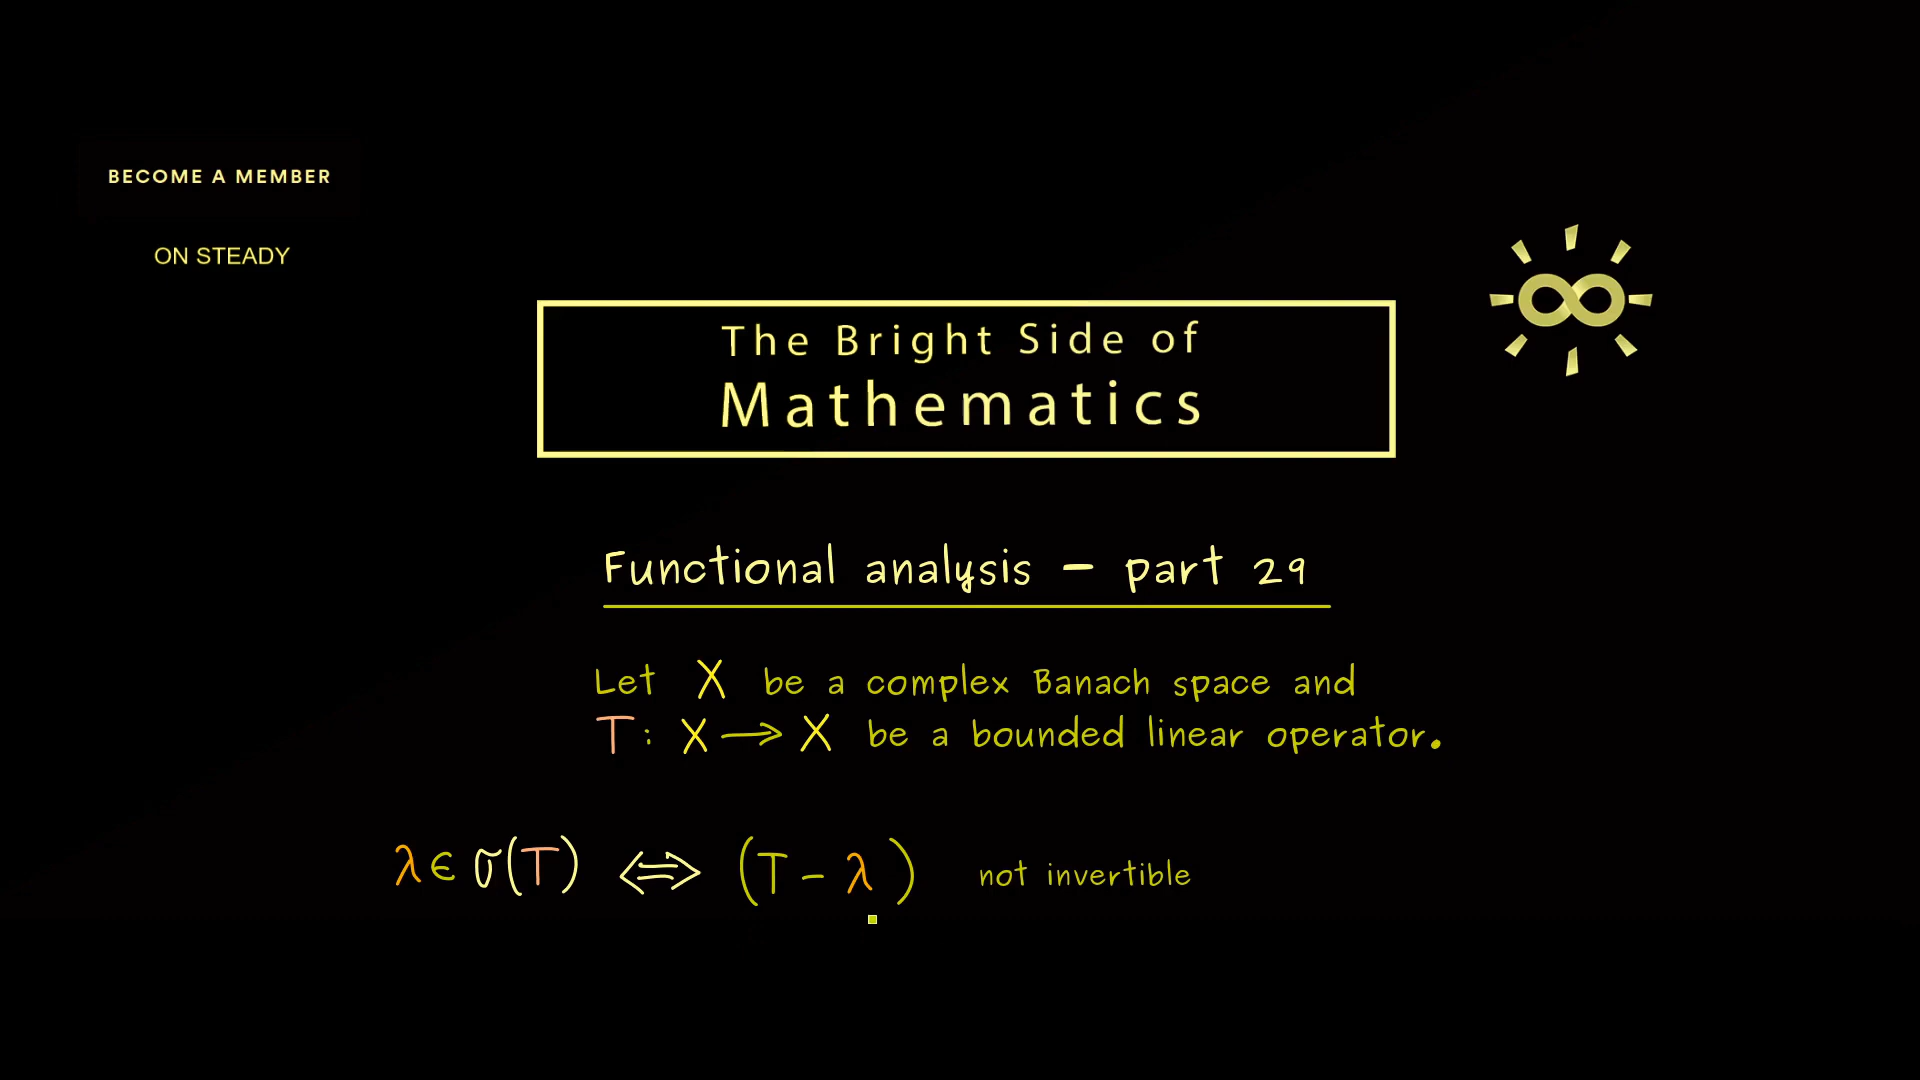 BECOME A MEMBER
ON STEADY
The Bright Side of
Mathematics
Functional analysis – part 29
Let X be a complex Banach space and
T: X ⟶ X be a bounded linear operator.
λ ∈ σ(T) ⟺ (T - λ) not invertible